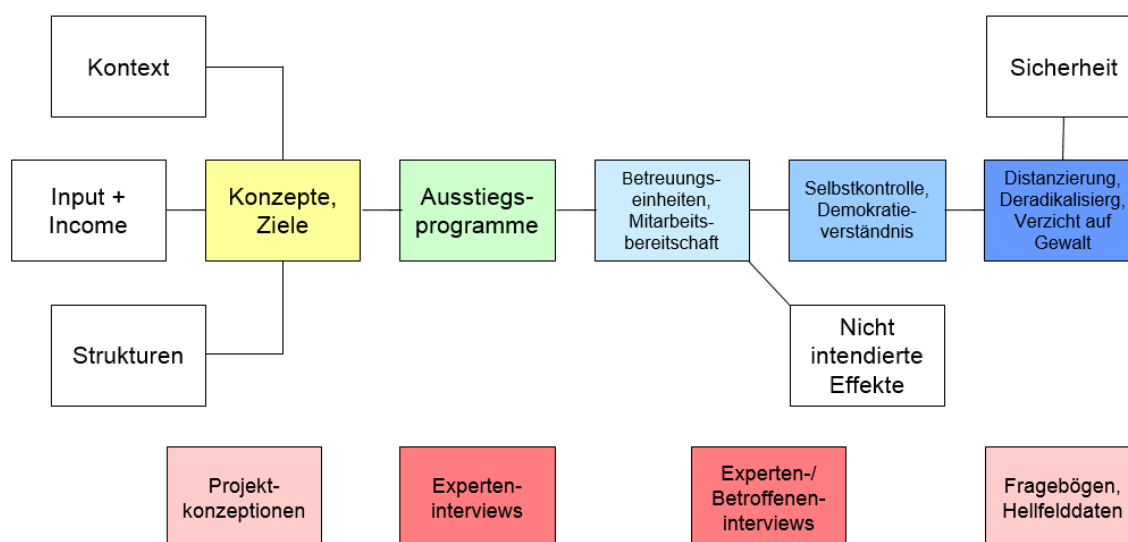 Kontext
Sicherheit
Input +
Income
Konzepte,
Ziele
Ausstiegs-
programme
Betreuungs-
einheiten,
Mitarbeits-
bereitschaft
Selbstkontrolle,
Demokratie-
verständnis
Distanzierung,
Deradikalisierg,
Verzicht auf
Gewalt
Strukturen
Nicht
intendierte
Effekte
Projekt-
konzeptionen
Experten-
interviews
Experten-/
Betroffenen-
interviews
Fragebögen,
Hellfelddaten